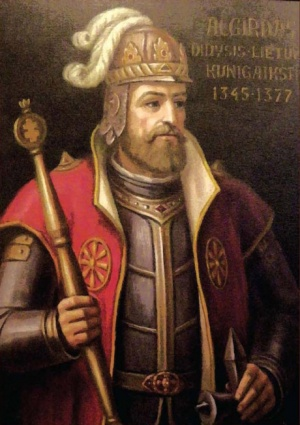 ALGIRDAS
DIDYSIS·LIETU
KUNIGAIKST
1345-1377